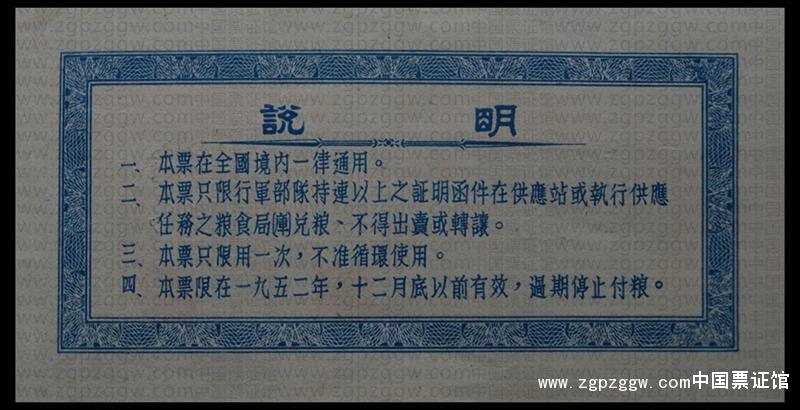 說明
一、本票在全國境內一律通用。
二、本票只限行軍部隊持連以上之証明函件在供應站或執行供應
任務之粮食局(庫)兌粮、不得出賣或轉讓。
三、本票只限用一次，不准循環使用。
四、本票限在一九五二年，十二月底以前有效，過期停止付粮。
www.zgpzggw.com中国票证馆